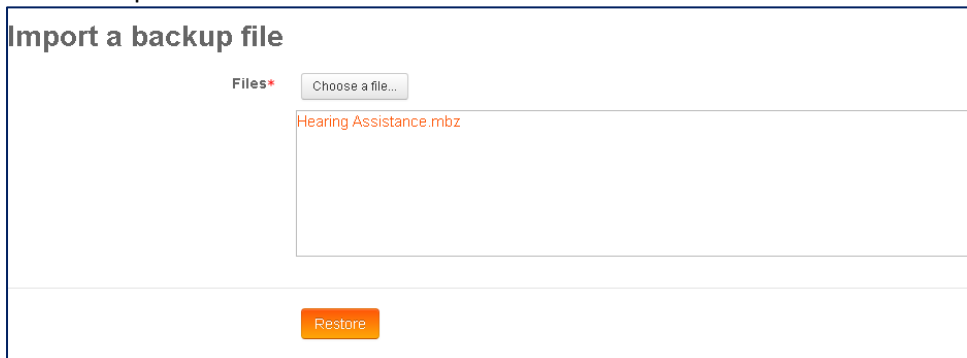 Import a backup file
Files*
Choose a file...
Hearing Assistance.mbz
Restore